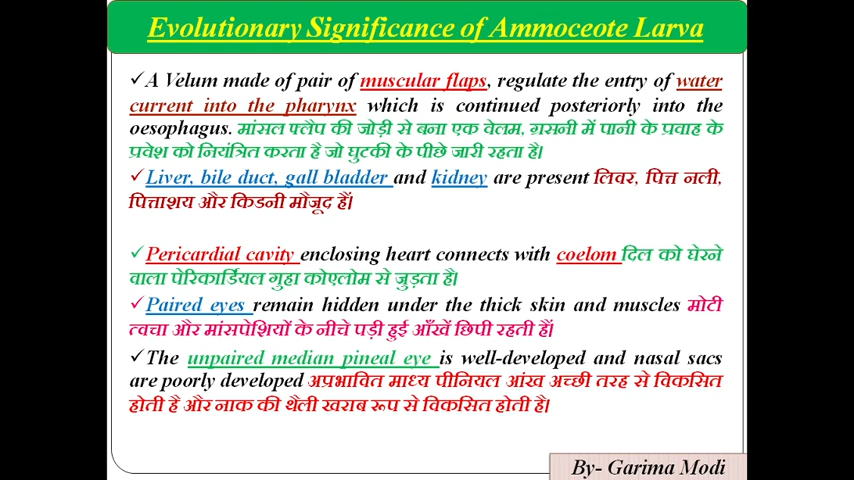 Evolutionary Significance of Ammoceote Larva
✓A Velum made of pair of muscular flaps, regulate the entry of water
current into the pharynx which is continued posteriorly into the
oesophagus. मांसल फ्लैप की जोड़ी से बना एक वेलम, ग्रसनी में पानी के प्रवाह के
प्रवेश को नियंत्रित करता है जो घुटकी के पीछे जारी रहता है।
✓Liver, bile duct, gall bladder and kidney are present लिवर, पित्त नली,
पित्ताशय और किडनी मौजूद हैं।
✓Pericardial cavity enclosing heart connects with coelom दिल को घेरने
वाला पेरिकार्डियल गुहा कोएलोम से जुड़ता है।
✓Paired eyes remain hidden under the thick skin and muscles मोटी
त्वचा और मांसपेशियों के नीचे पड़ी हुई आँखें छिपी रहती हैं।
✓The unpaired median pineal eye is well-developed and nasal sacs
are poorly developed अप्रभावित माध्य पीनियल आंख अच्छी तरह से विकसित
होती है और नाक की थैली खराब रूप से विकसित होती है।
By- Garima Modi